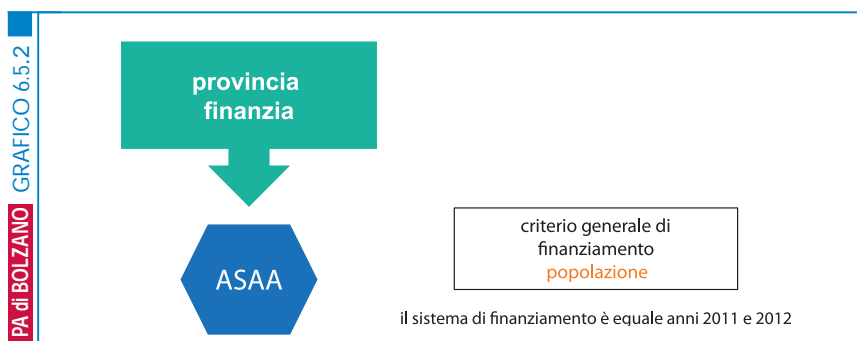 PA di BOLZANO GRAFICO 6.5.2
provincia
finanzia
ASAA
criterio generale di
finanziamento
popolazione
il sistema di finanziamento è eguale anni 2011 e 2012